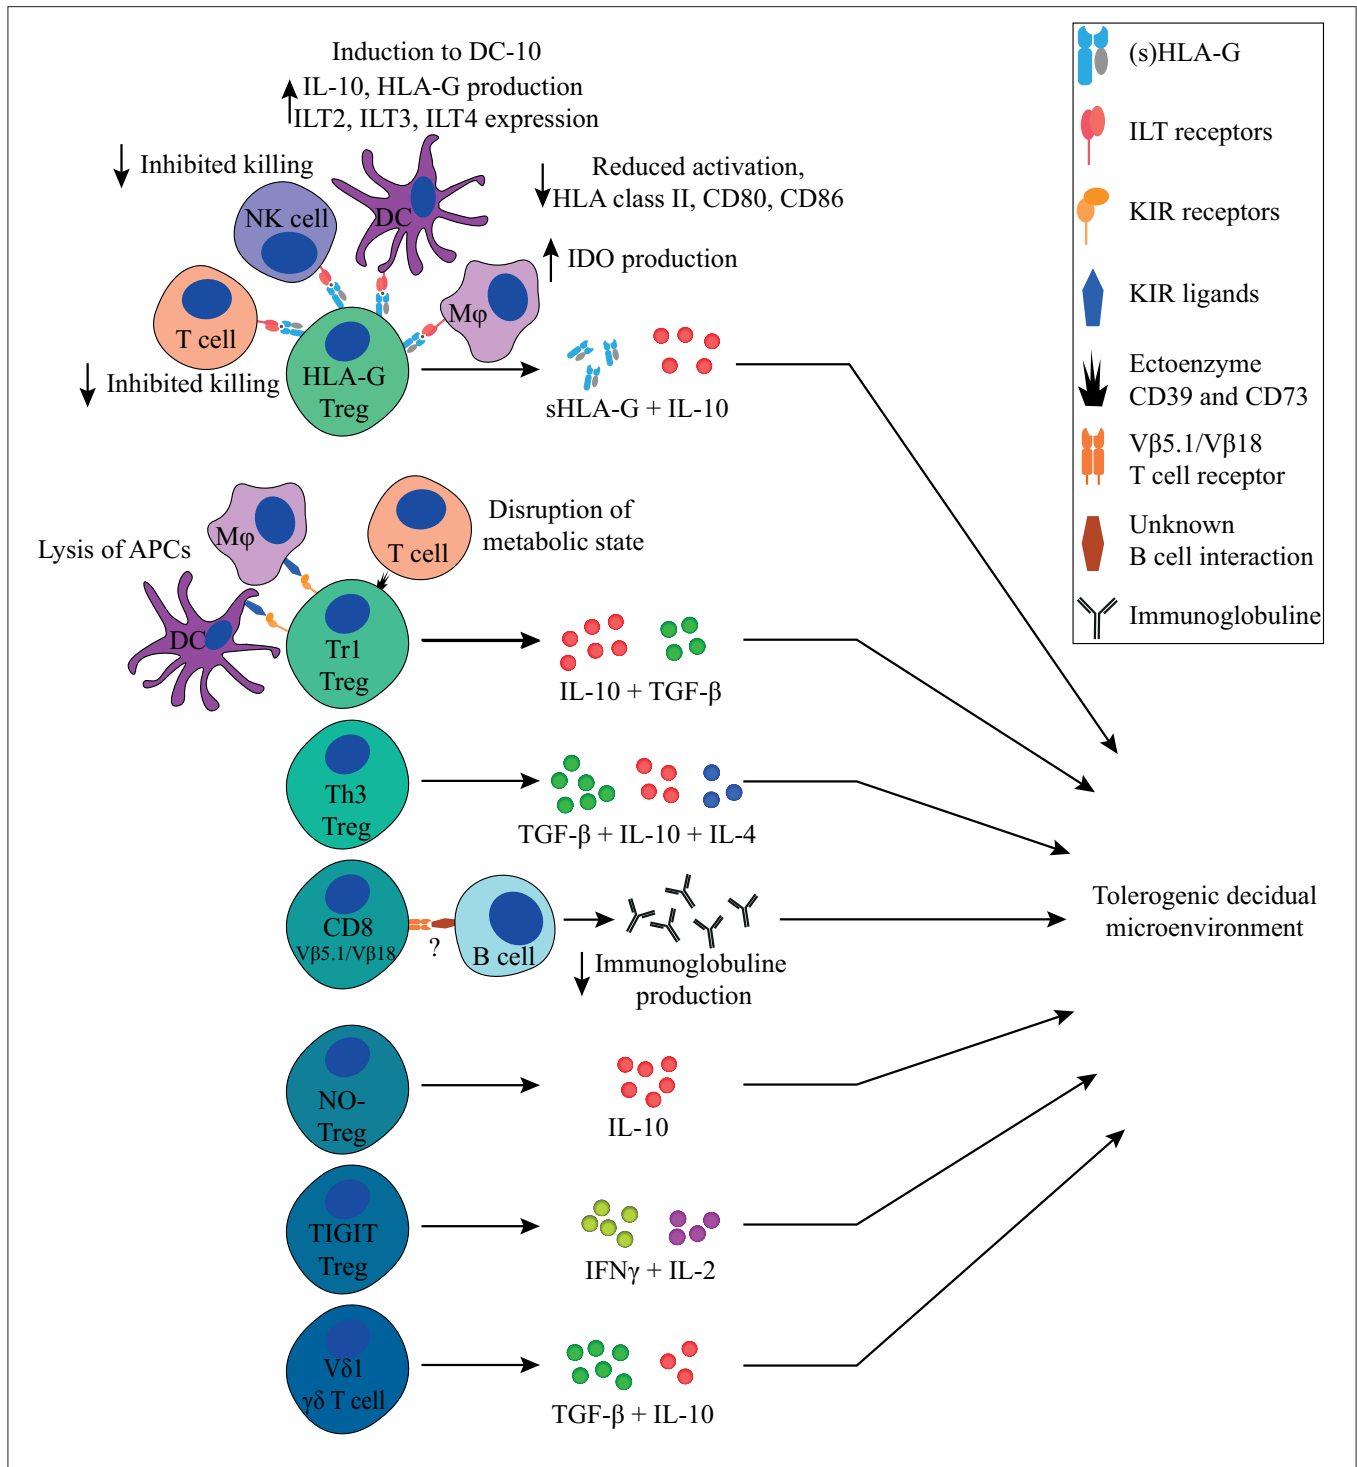 Induction to DC-10
IL-10, HLA-G production
ILT2, ILT3, ILT4 expression
Inhibited killing
Reduced activation,
HLA class II, CD80, CD86
NK cell
DC
IDO production
T cell
Mφ
Inhibited killing
HLA-G
Treg
sHLA-G + IL-10
Lysis of APCs
Mφ
T cell
Disruption of
metabolic state
DC
Tr1
Treg
IL-10 + TGF-β
Th3
Treg
TGF-β + IL-10 + IL-4
CD8
Vβ5.1/Vβ18
?
B cell
Immunoglobuline
production
NO-
Treg
IL-10
TIGIT
Treg
IFNγ + IL-2
Vδ1
γδ T cell
TGF-β + IL-10
Tolerogenic decidual
microenvironment
(s)HLA-G
ILT receptors
KIR receptors
KIR ligands
Ectoenzyme
CD39 and CD73
Vβ5.1/Vβ18
T cell receptor
Unknown
B cell interaction
Immunoglobuline